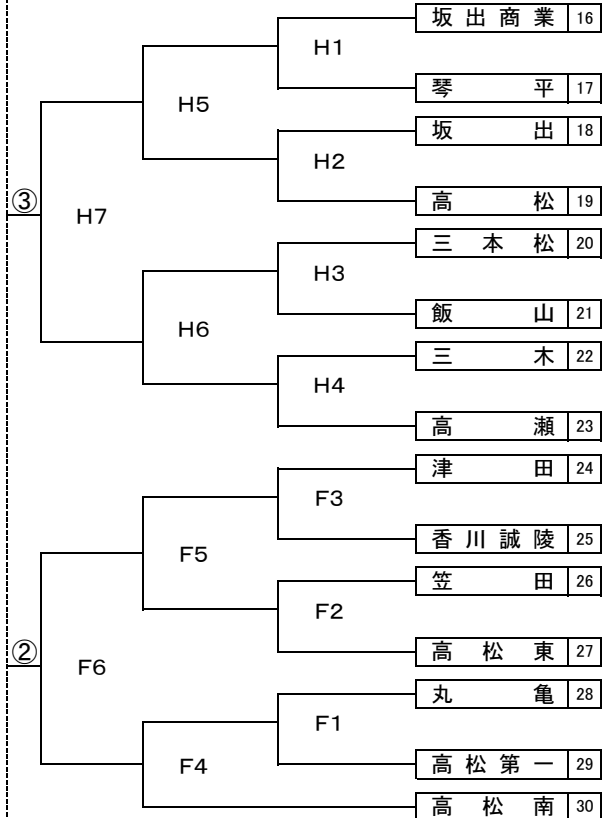 坂出商業 16
H1
琴平 17
H5
坂出 18
H2
③
高松 19
H7
三本松 20
H3
飯山 21
H6
三木 22
H4
高瀬 23
津田 24
F3
香川誠陵 25
F5
笠田 26
F2
②
高松東 27
F6
丸亀 28
F1
高松第一 29
F4
高松南 30